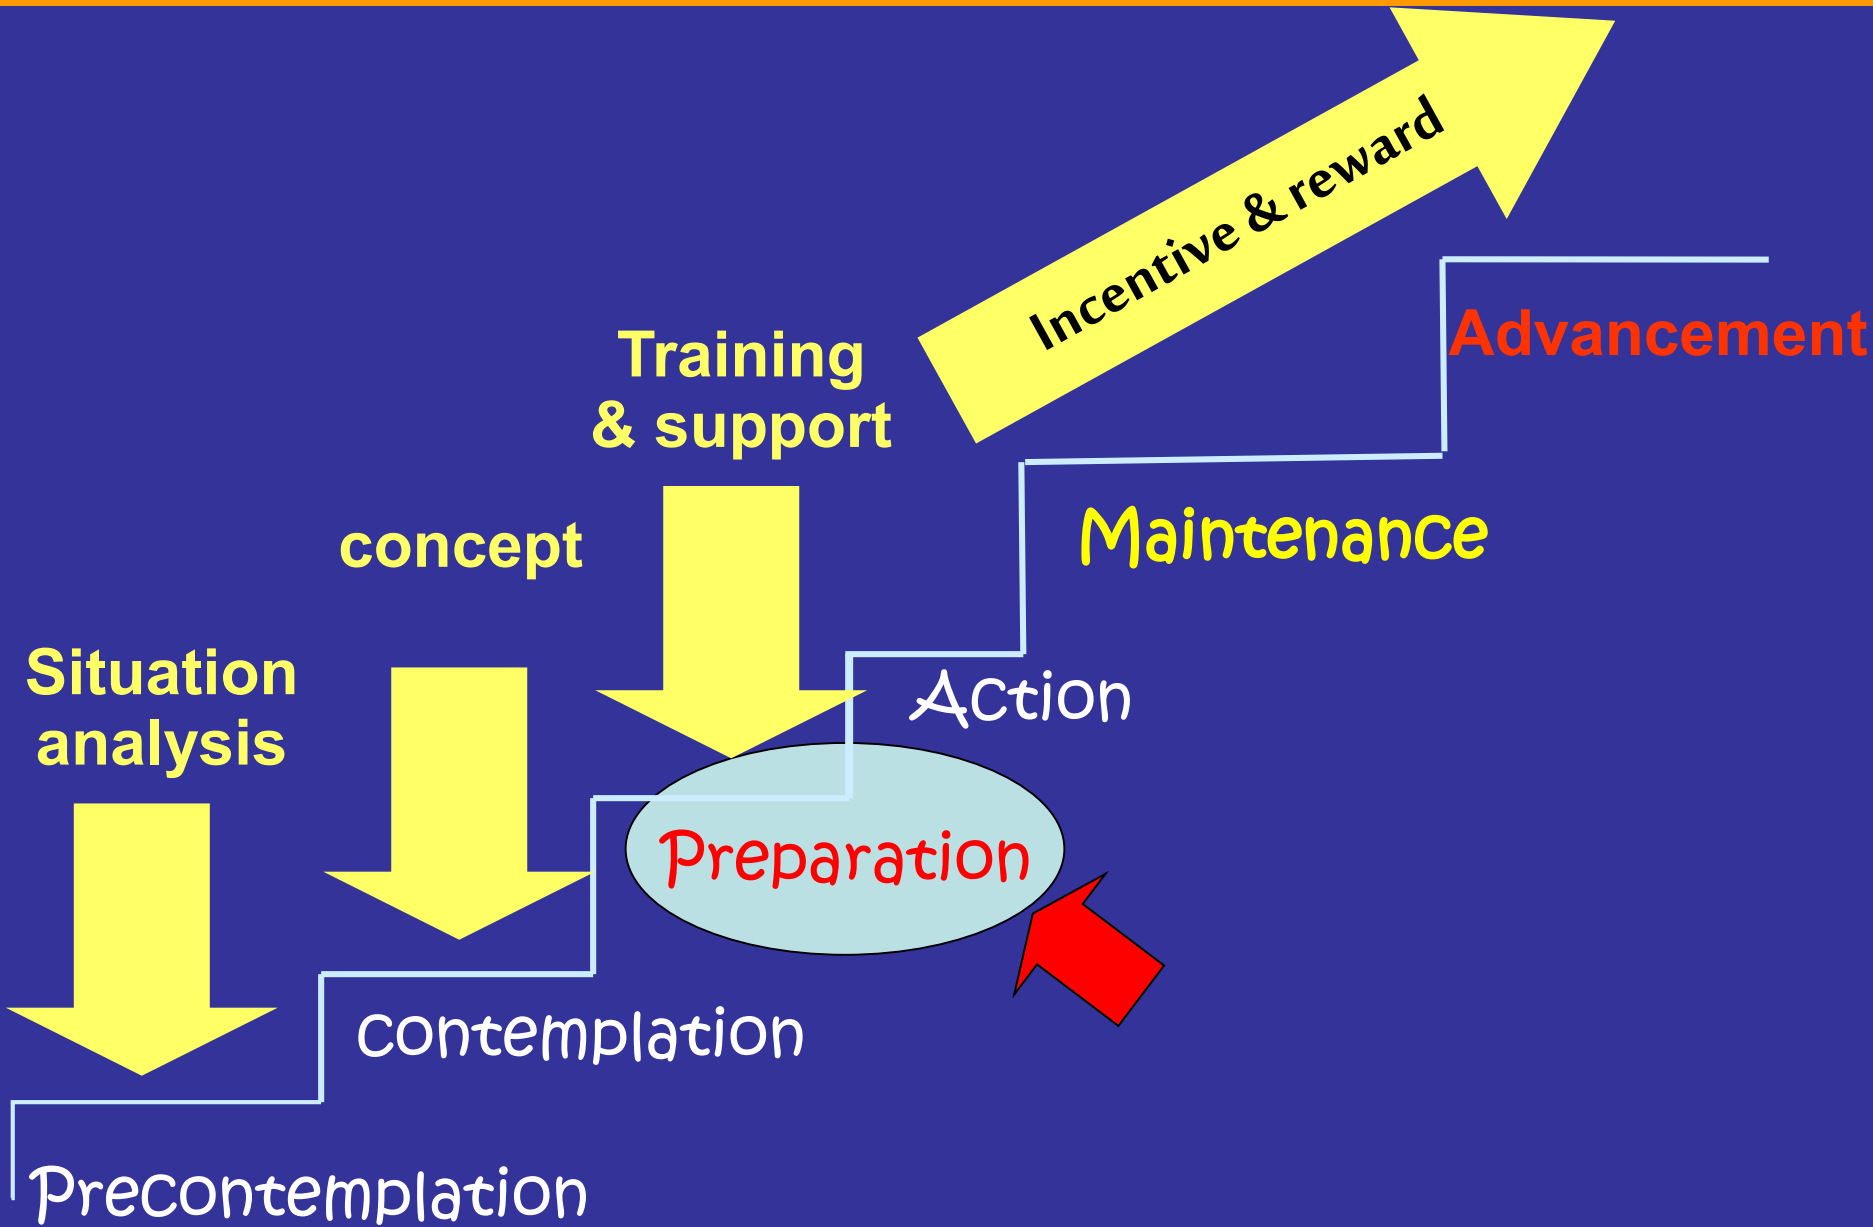 Incentive & reward
Advancement
Training
& support
Maintenance
concept
Situation
analysis
Action
Preparation
Contemplation
Precontemplation